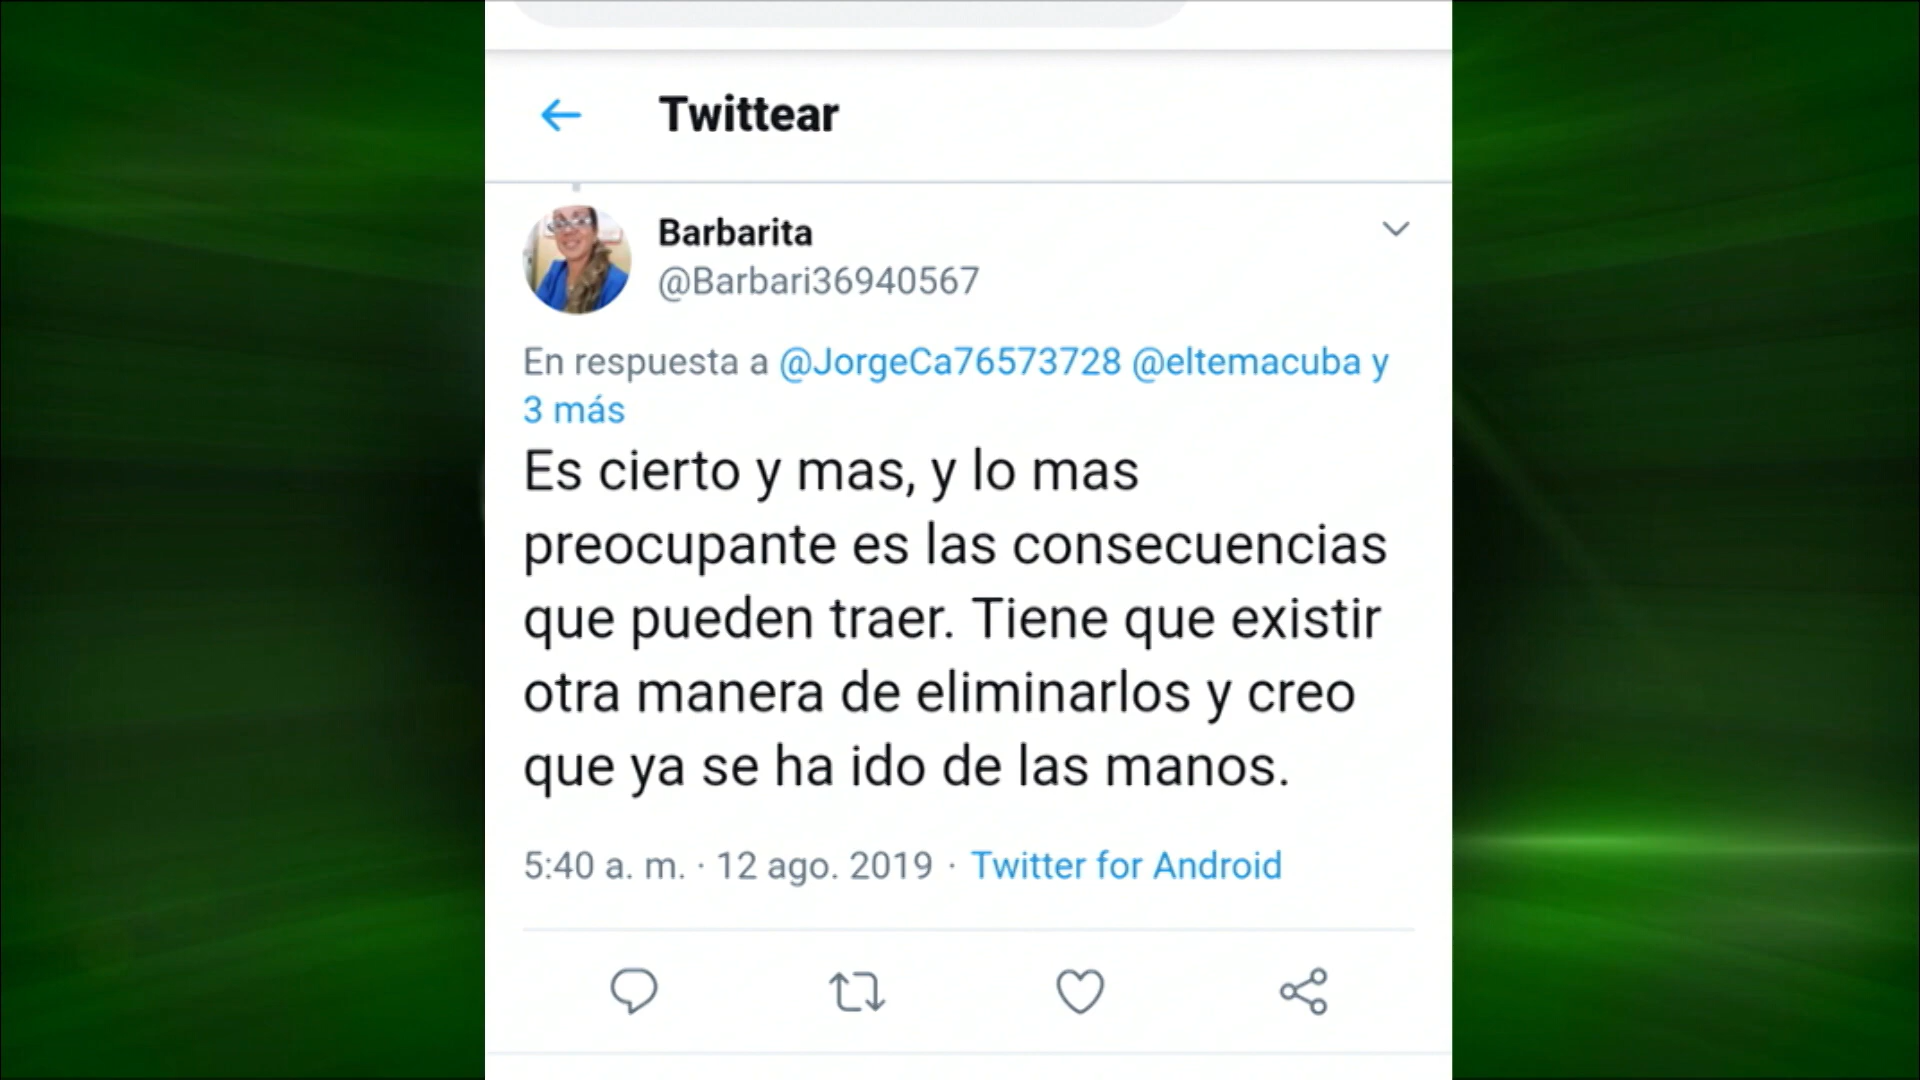 Twittear
Barbarita
@Barbari36940567
En respuesta a @JorgeCa76573728 @eltemacuba y
3 más
Es cierto y mas, y lo mas
preocupante es las consecuencias
que pueden traer. Tiene que existir
otra manera de eliminarlos y creo
que ya se ha ido de las manos.
5:40 a. m. · 12 ago. 2019 · Twitter for Android